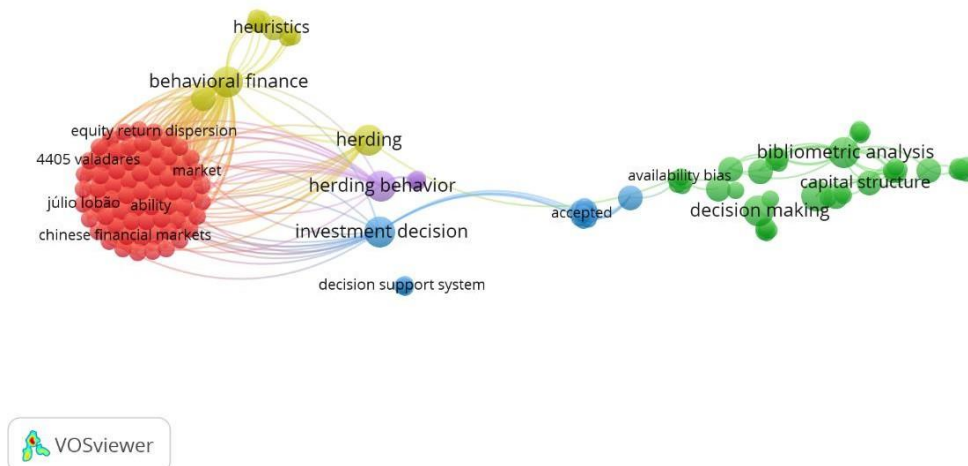 heuristics
behavioral finance
equity return dispersion
4405 valadares
market
júlio lobão
ability
chinese financial markets
herding
herding behavior
investment decision
decision support system
accepted
availability bias
bibliometric analysis
capital structure
decision making
VOSviewer